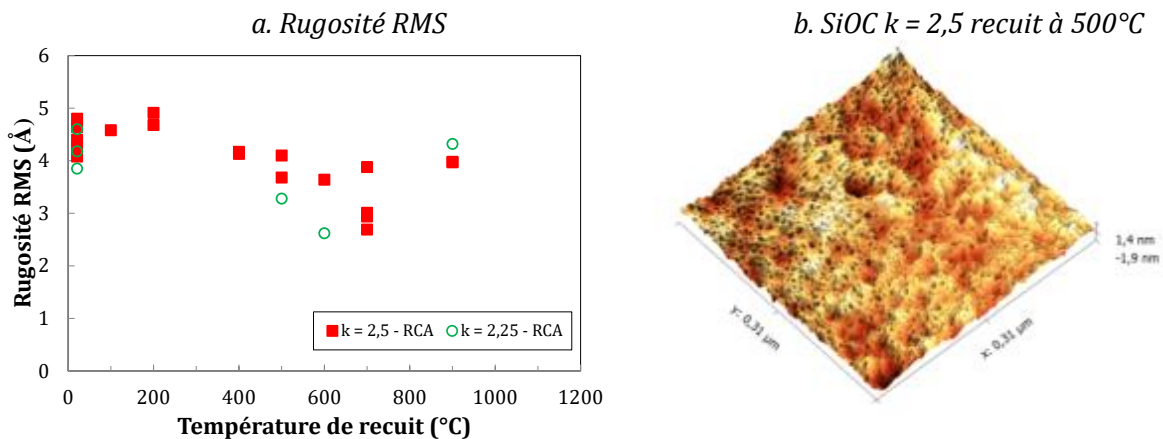 a. Rugosité RMS
b. SiOC k = 2,5 recuit à 500°C
Rugosité RMS (Å)
6
5
4
3
2
1
0
k = 2,5 - RCA
k = 2,25 - RCA
0
200
400
600
800
1000
1200
Température de recuit (°C)
1,4 nm
-1,9 nm
y: 0,31 µm
x: 0,31 µm